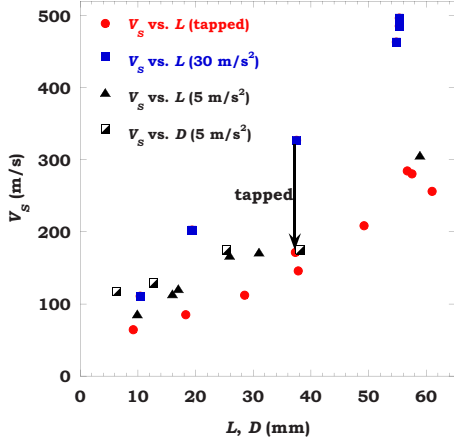 500
400
300
200
100
0
V_S (m/s)
V_S vs. L (tapped)
V_S vs. L (30 m/s²)
V_S vs. L (5 m/s²)
V_S vs. D (5 m/s²)
tapped
0 10 20 30 40 50 60
L, D (mm)